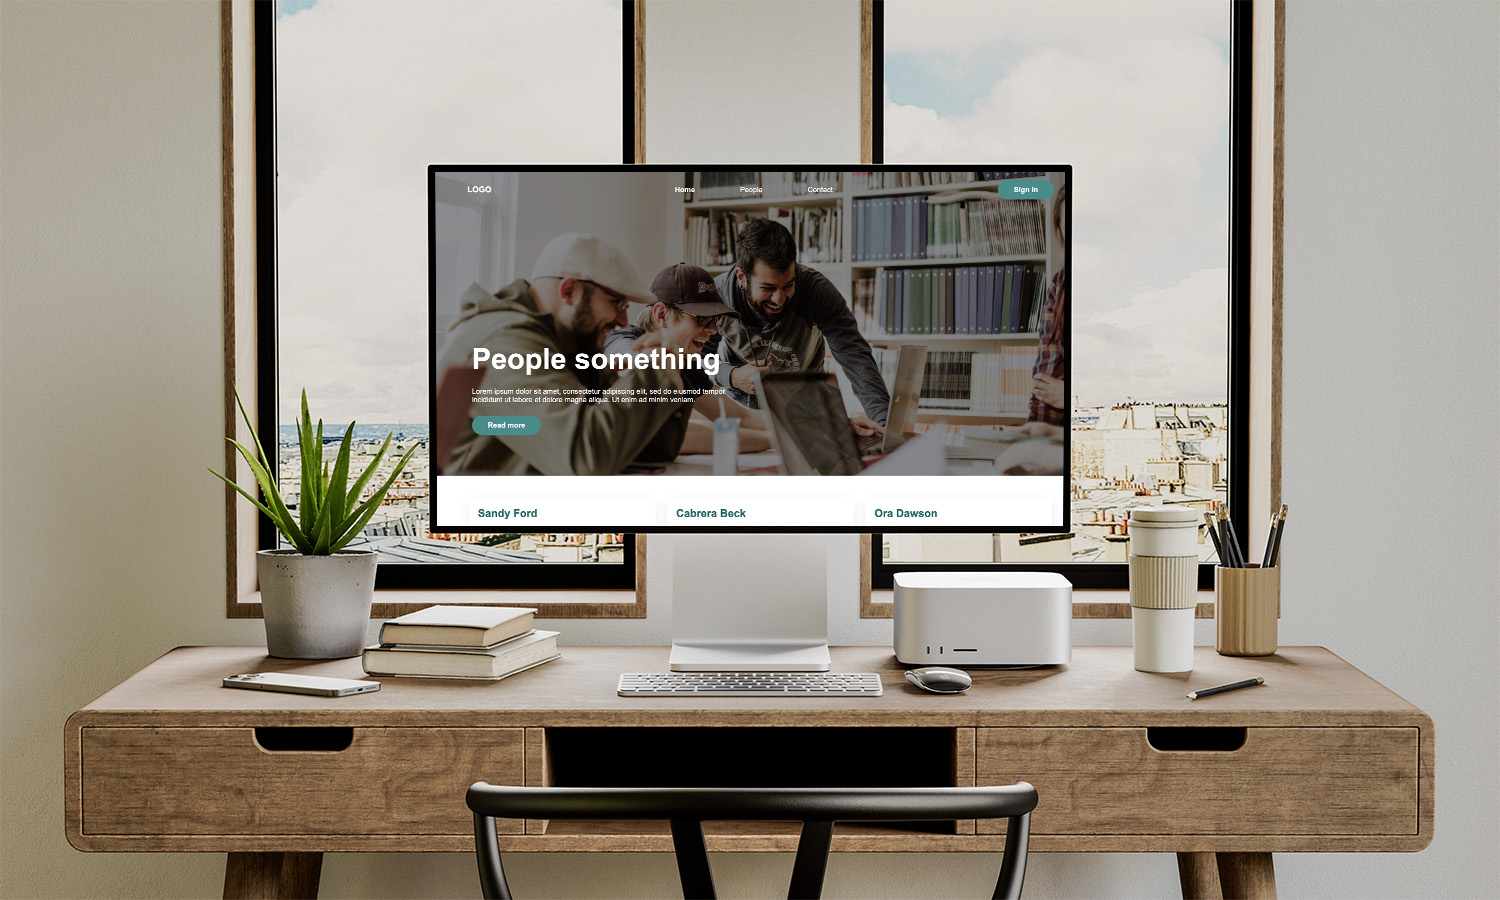 LOGO
Home
People
Contact
Sign In
People something
Lorem ipsum dolor sit amet, consectetur adipiscing elit, sed do eiusmod tempor
incididunt ut labore et dolore magna aliqua. Ut enim ad minim veniam.
Read more
Sandy Ford
Cabrera Beck
Ora Dawson